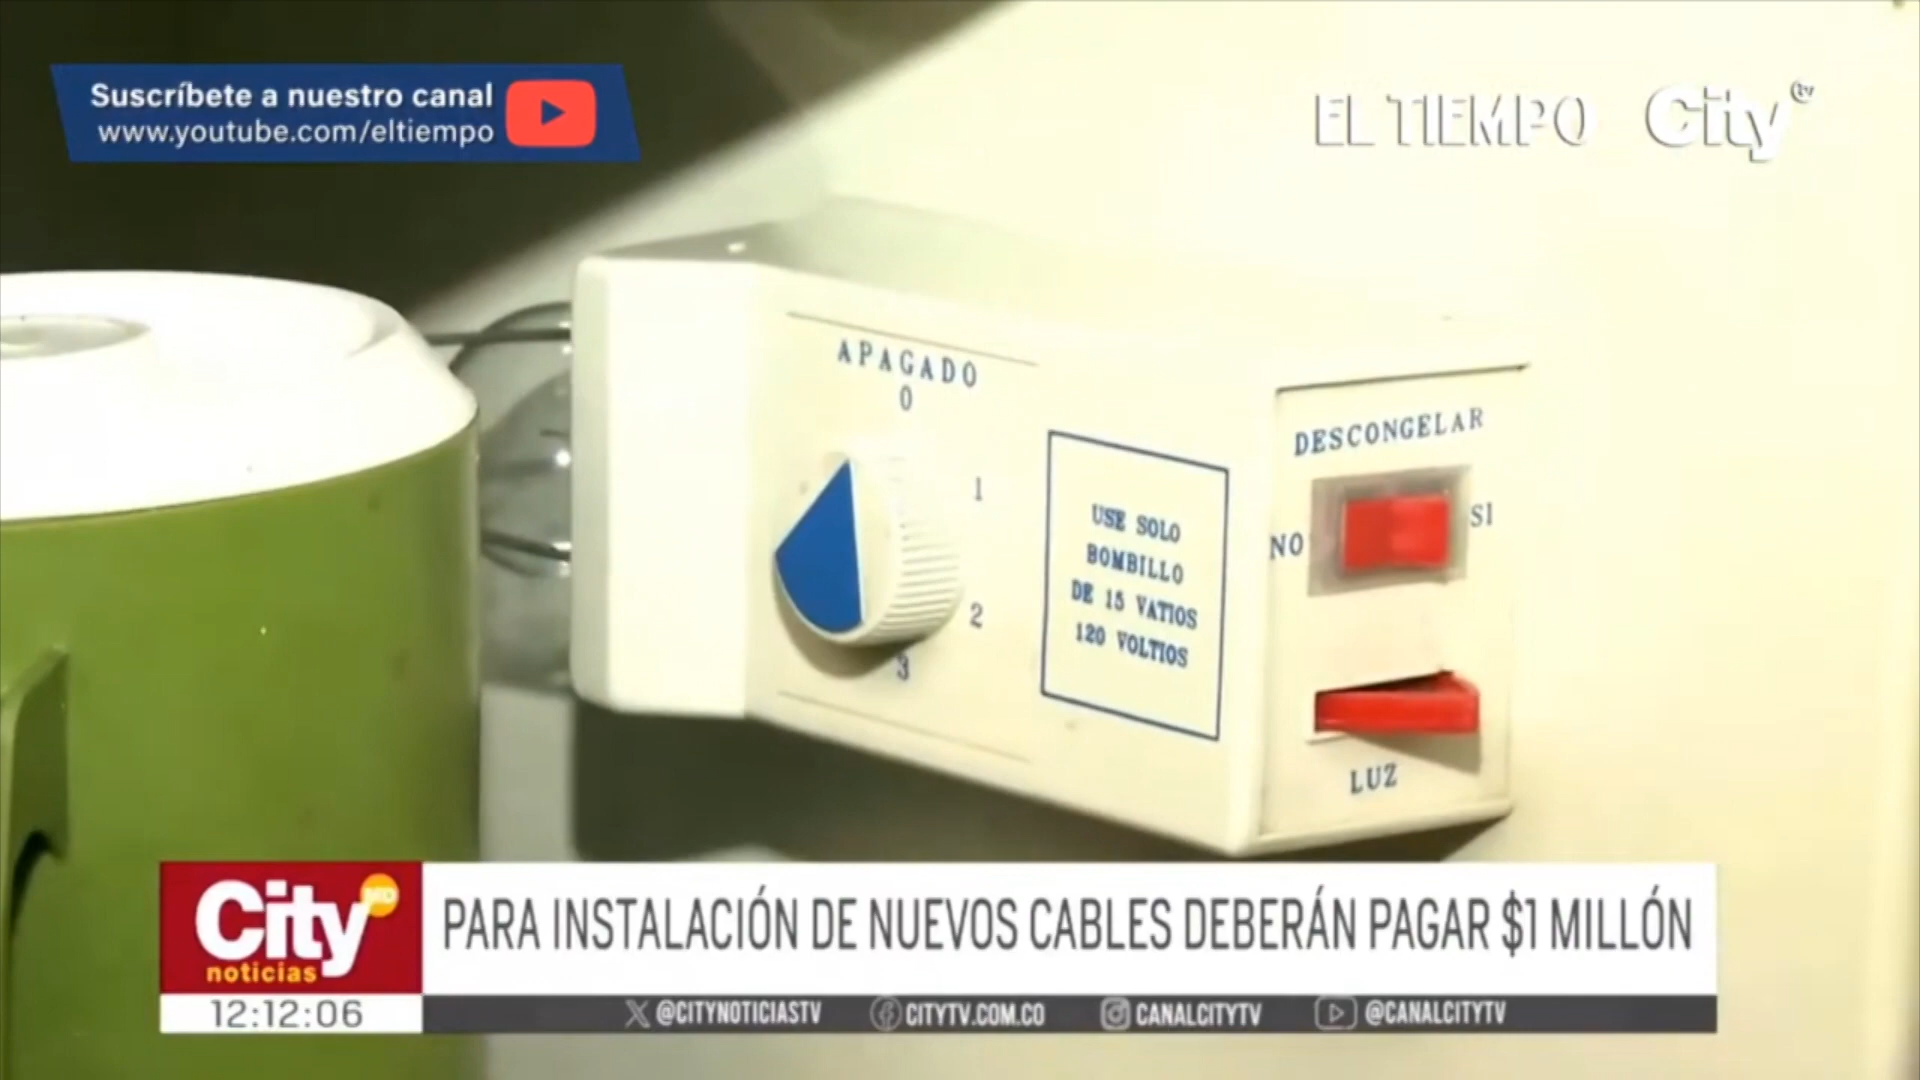 Suscríbete a nuestro canal
www.youtube.com/eltiempo
EL TIEMPO City tv
APAGADO
0
1
2
3
USE SOLO
BOMBILLO
DE 15 VATIOS
120 VOLTIOS
DESCONGELAR
NO SI
LUZ
City HD
noticias
PARA INSTALACIÓN DE NUEVOS CABLES DEBERÁN PAGAR $1 MILLÓN
12:12:06
@CITYNOTICIASTV CITYTV.COM.CO CANALCITYTV @CANALCITYTV